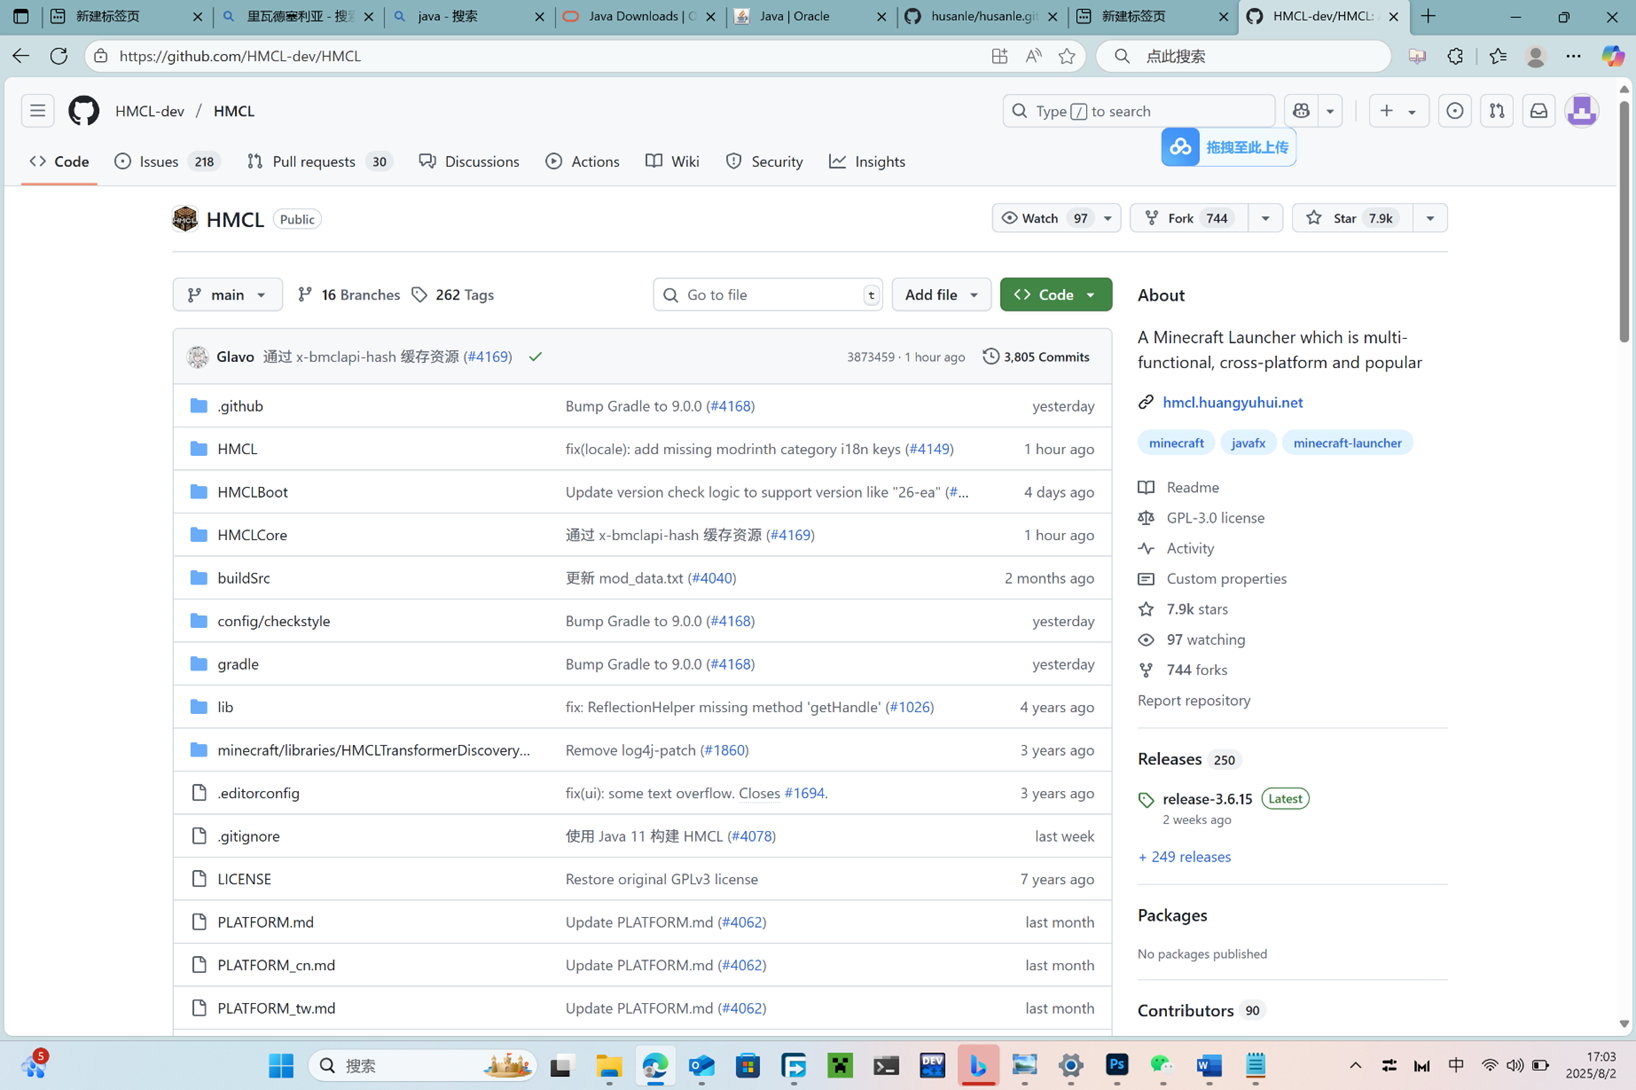 新建标签页
里瓦德塞利亚 - 搜
java - 搜索
Java Downloads |
Java | Oracle
husanle/husanle.gi
新建标签页
HMCL-dev/HMCL:
https://github.com/HMCL-dev/HMCL
点此搜索
HMCL-dev / HMCL
Type / to search
拖拽至此上传
Code
Issues 218
Pull requests 30
Discussions
Actions
Wiki
Security
Insights
HMCL Public
Watch 97
Fork 744
Star 7.9k
main
16 Branches
262 Tags
Go to file
t
Add file
Code
Glavo 通过 x-bmclapi-hash 缓存资源 (#4169)
3873459 · 1 hour ago
3,805 Commits
.github Bump Gradle to 9.0.0 (#4168) yesterday
HMCL fix(locale): add missing modrinth category i18n keys (#4149) 1 hour ago
HMCLBoot Update version check logic to support version like "26-ea" (#... 4 days ago
HMCLCore 通过 x-bmclapi-hash 缓存资源 (#4169) 1 hour ago
buildSrc 更新 mod_data.txt (#4040) 2 months ago
config/checkstyle Bump Gradle to 9.0.0 (#4168) yesterday
gradle Bump Gradle to 9.0.0 (#4168) yesterday
lib fix: ReflectionHelper missing method 'getHandle' (#1026) 4 years ago
minecraft/libraries/HMCLTransformerDiscovery... Remove log4j-patch (#1860) 3 years ago
.editorconfig fix(ui): some text overflow. Closes #1694. 3 years ago
.gitignore 使用 Java 11 构建 HMCL (#4078) last week
LICENSE Restore original GPLv3 license 7 years ago
PLATFORM.md Update PLATFORM.md (#4062) last month
PLATFORM_cn.md Update PLATFORM.md (#4062) last month
PLATFORM_tw.md Update PLATFORM.md (#4062) last month
About
A Minecraft Launcher which is multi-
functional, cross-platform and popular
hmcl.huangyuhui.net
minecraft javafx minecraft-launcher
Readme
GPL-3.0 license
Activity
Custom properties
7.9k stars
97 watching
744 forks
Report repository
Releases 250
release-3.6.15 Latest
2 weeks ago
+ 249 releases
Packages
No packages published
Contributors 90
5
搜索
DEV
Ps
W
中
17:03
2025/8/2